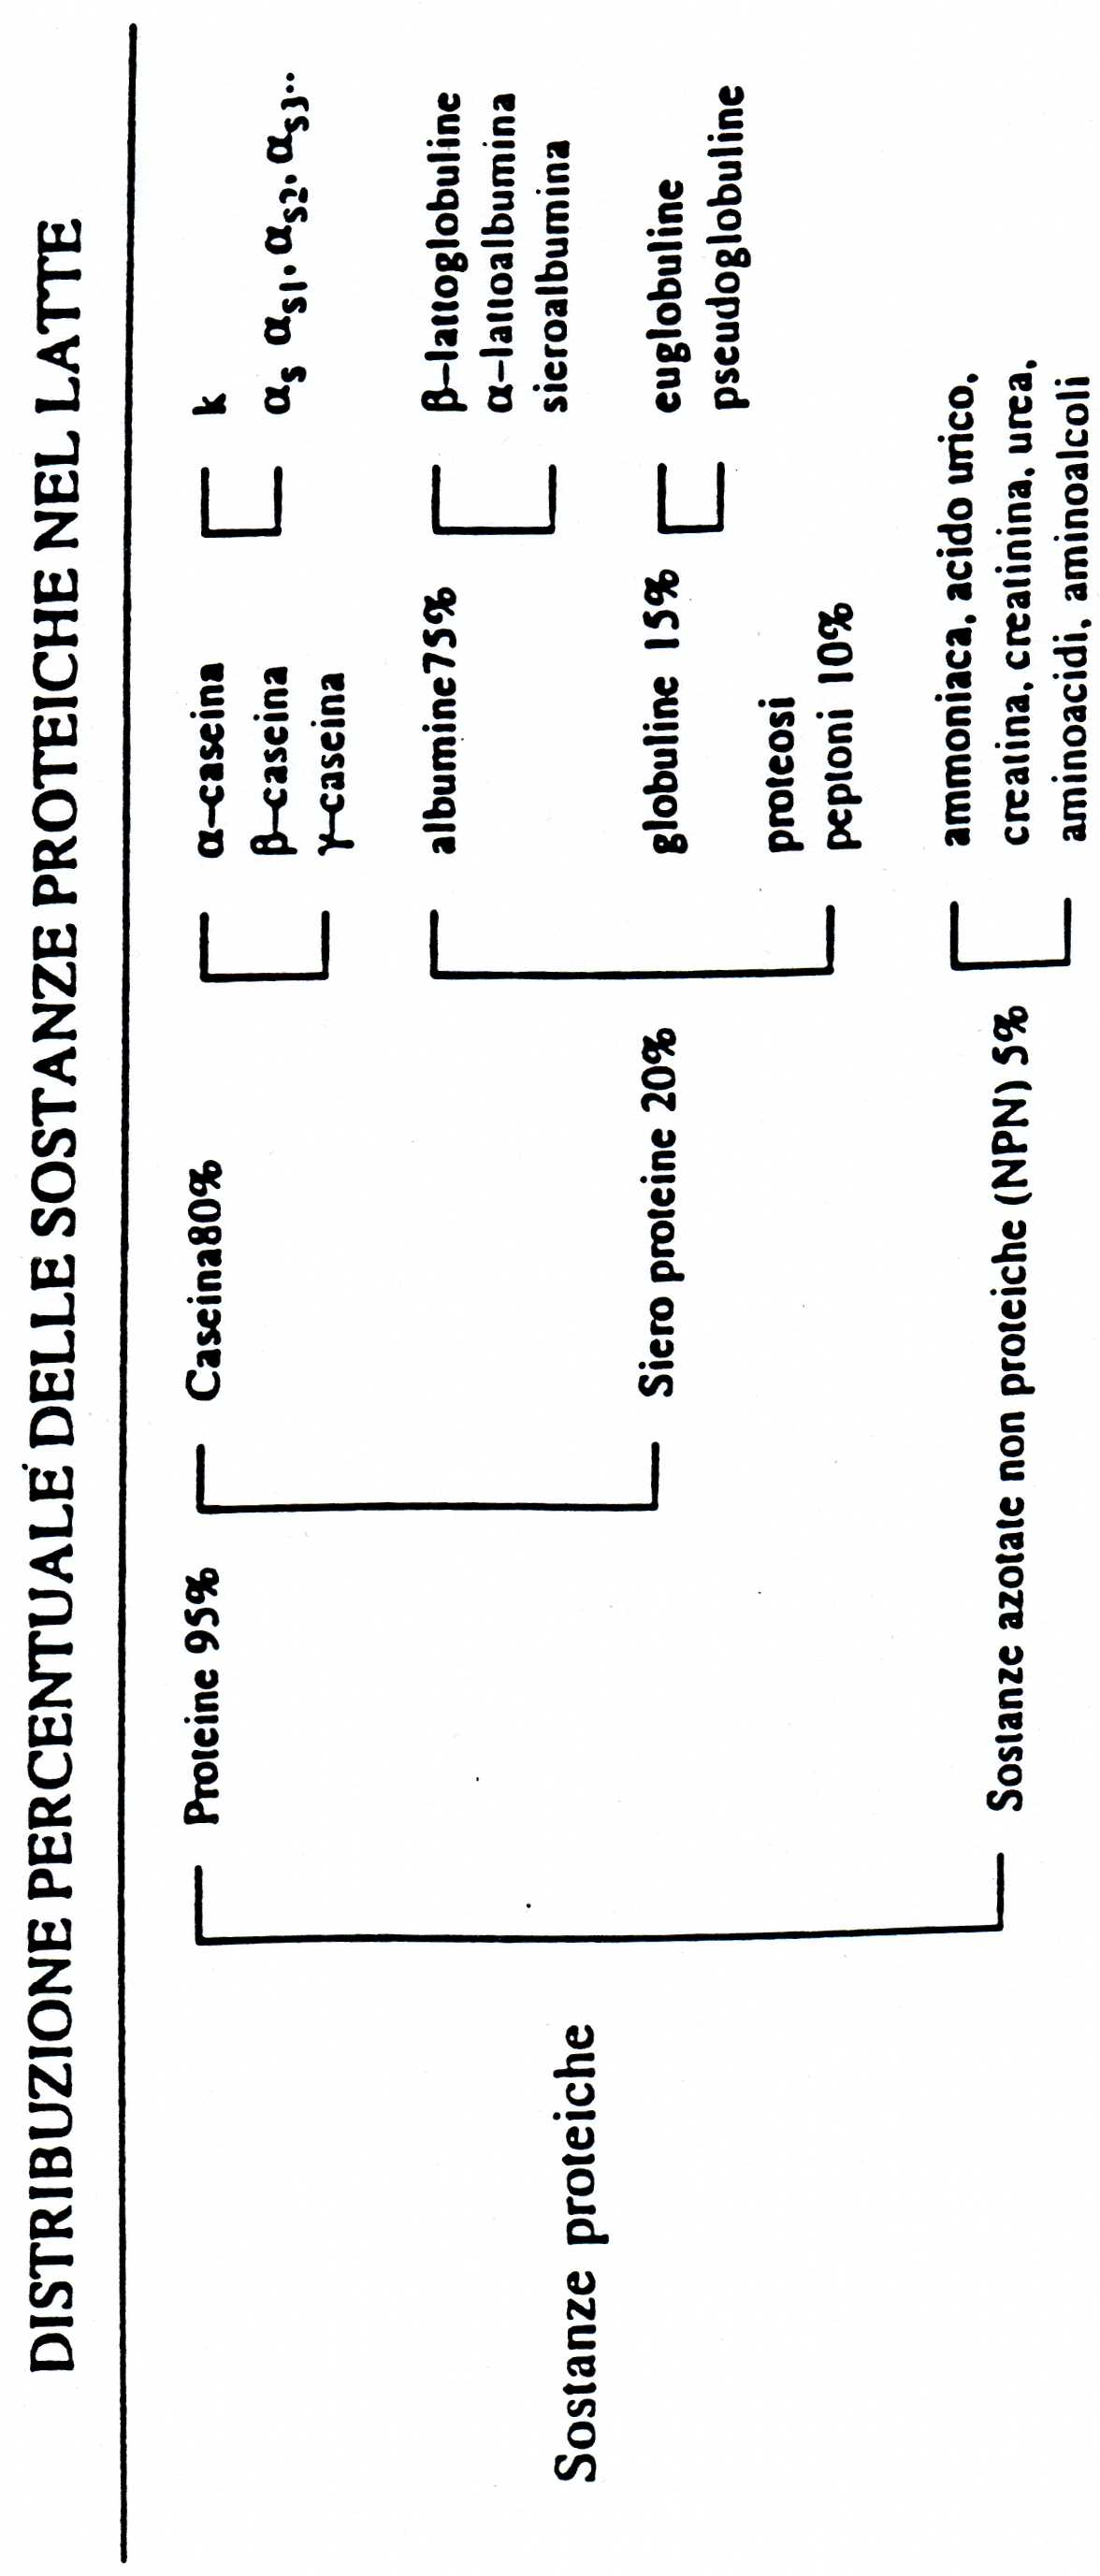 DISTRIBUZIONE PERCENTUALE DELLE SOSTANZE PROTEICHE NEL LATTE
Sostanze proteiche
Proteine 95%
Caseina80%
α-caseina
β-caseina
γ-caseina
k
αs αs1, αs2, αs3..
Siero proteine 20%
albumine75%
β-lattoglobuline
α-lattoalbumina
sieroalbumina
globuline 15%
euglobuline
pseudoglobuline
proteosi
peptoni 10%
Sostanze azotate non proteiche (NPN) 5%
ammoniaca, acido urico,
creatina, creatinina, urea,
aminoacidi, aminoalcoli